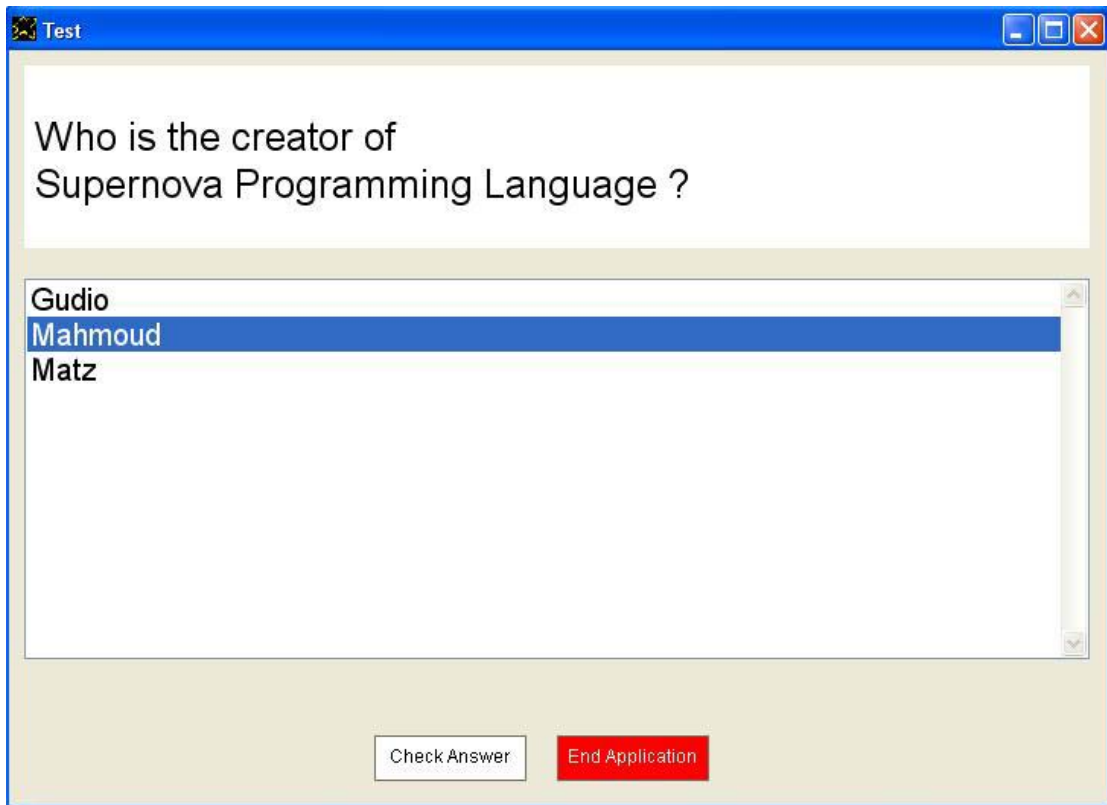 Test
Who is the creator of
Supernova Programming Language ?
Gudio
Mahmoud
Matz
Check Answer
End Application